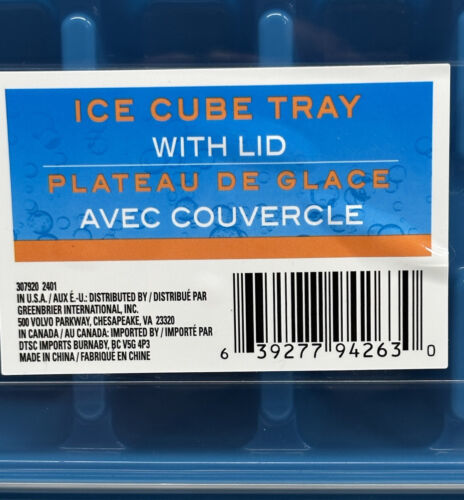 ICE CUBE TRAY
WITH LID
PLATEAU DE GLACE
AVEC COUVERCLE
307920 2401
IN U.S.A. / AUX É.-U.: DISTRIBUTED BY / DISTRIBUÉ PAR
GREENBRIER INTERNATIONAL, INC.
500 VOLVO PARKWAY, CHESAPEAKE, VA 23320
IN CANADA / AU CANADA: IMPORTED BY / IMPORTÉ PAR
DTSC IMPORTS BURNABY, BC V5G 4P3
MADE IN CHINA / FABRIQUÉ EN CHINE
6 39277 94263 0